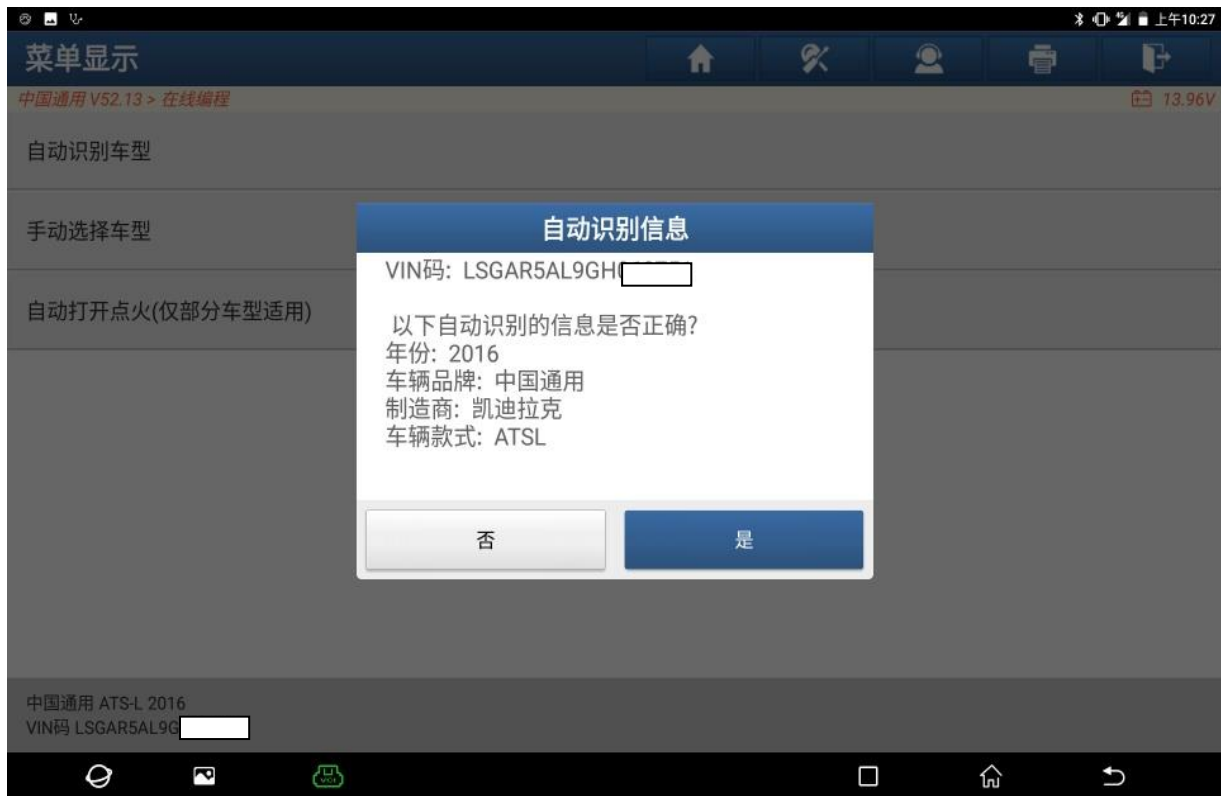 上午10:27
菜单显示
中国通用 V52.13 > 在线编程
13.96V
自动识别车型
手动选择车型
自动打开点火(仅部分车型适用)
自动识别信息
VIN码: LSGAR5AL9GH
以下自动识别的信息是否正确?
年份: 2016
车辆品牌: 中国通用
制造商: 凯迪拉克
车辆款式: ATSL
否
是
中国通用 ATS-L 2016
VIN码 LSGAR5AL9G
VCI